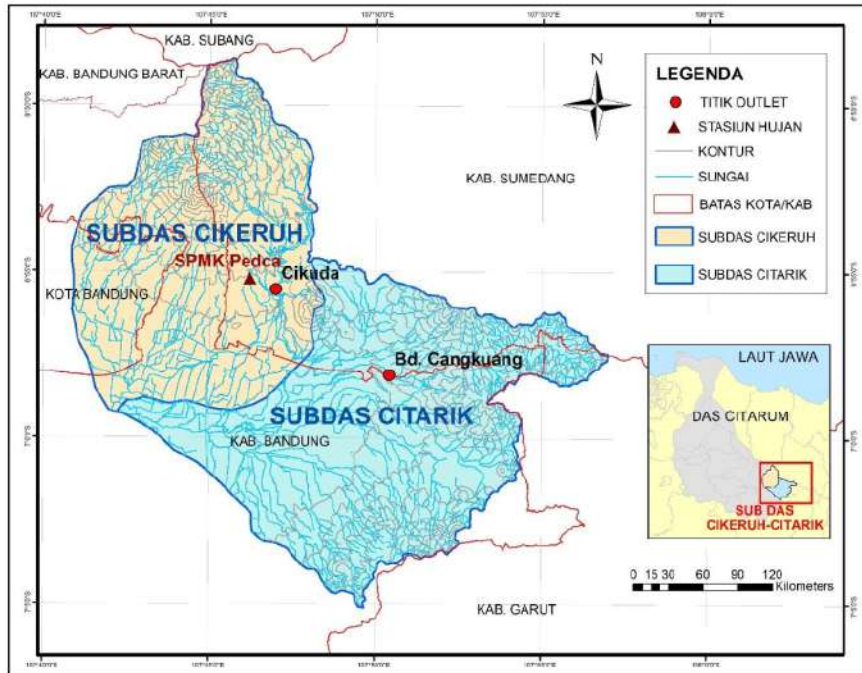 KAB. SUBANG
KAB. BANDUNG BARAT
KAB. SUMEDANG
SUBDAS CIKERUH
SPMK Pedca
Cikuda
KOTA BANDUNG
Bd. Cangkuang
SUBDAS CITARIK
KAB. BANDUNG
KAB. GARUT
N
LEGENDA
TITIK OUTLET
STASIUN HUJAN
KONTUR
SUNGAI
BATAS KOTA/KAB
SUBDAS CIKERUH
SUBDAS CITARIK
LAUT JAWA
DAS CITARUM
SUB DAS
CIKERUH-CITARIK
0 15 30 60 90 120
Kilometers